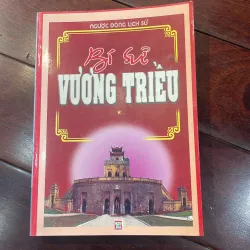 NGƯỢC DÒNG LỊCH SỬ
Bí sử
VƯƠNG TRIỀU